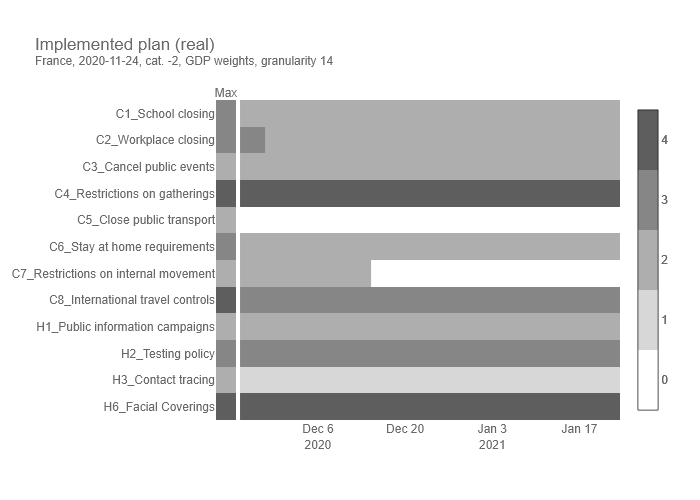 Implemented plan (real)
France, 2020-11-24, cat. -2, GDP weights, granularity 14
Max
C1_School closing
C2_Workplace closing
C3_Cancel public events
C4_Restrictions on gatherings
C5_Close public transport
C6_Stay at home requirements
C7_Restrictions on internal movement
C8_International travel controls
H1_Public information campaigns
H2_Testing policy
H3_Contact tracing
H6_Facial Coverings
4
3
2
1
0
Dec 6 Dec 20 Jan 3 Jan 17
2020 2021